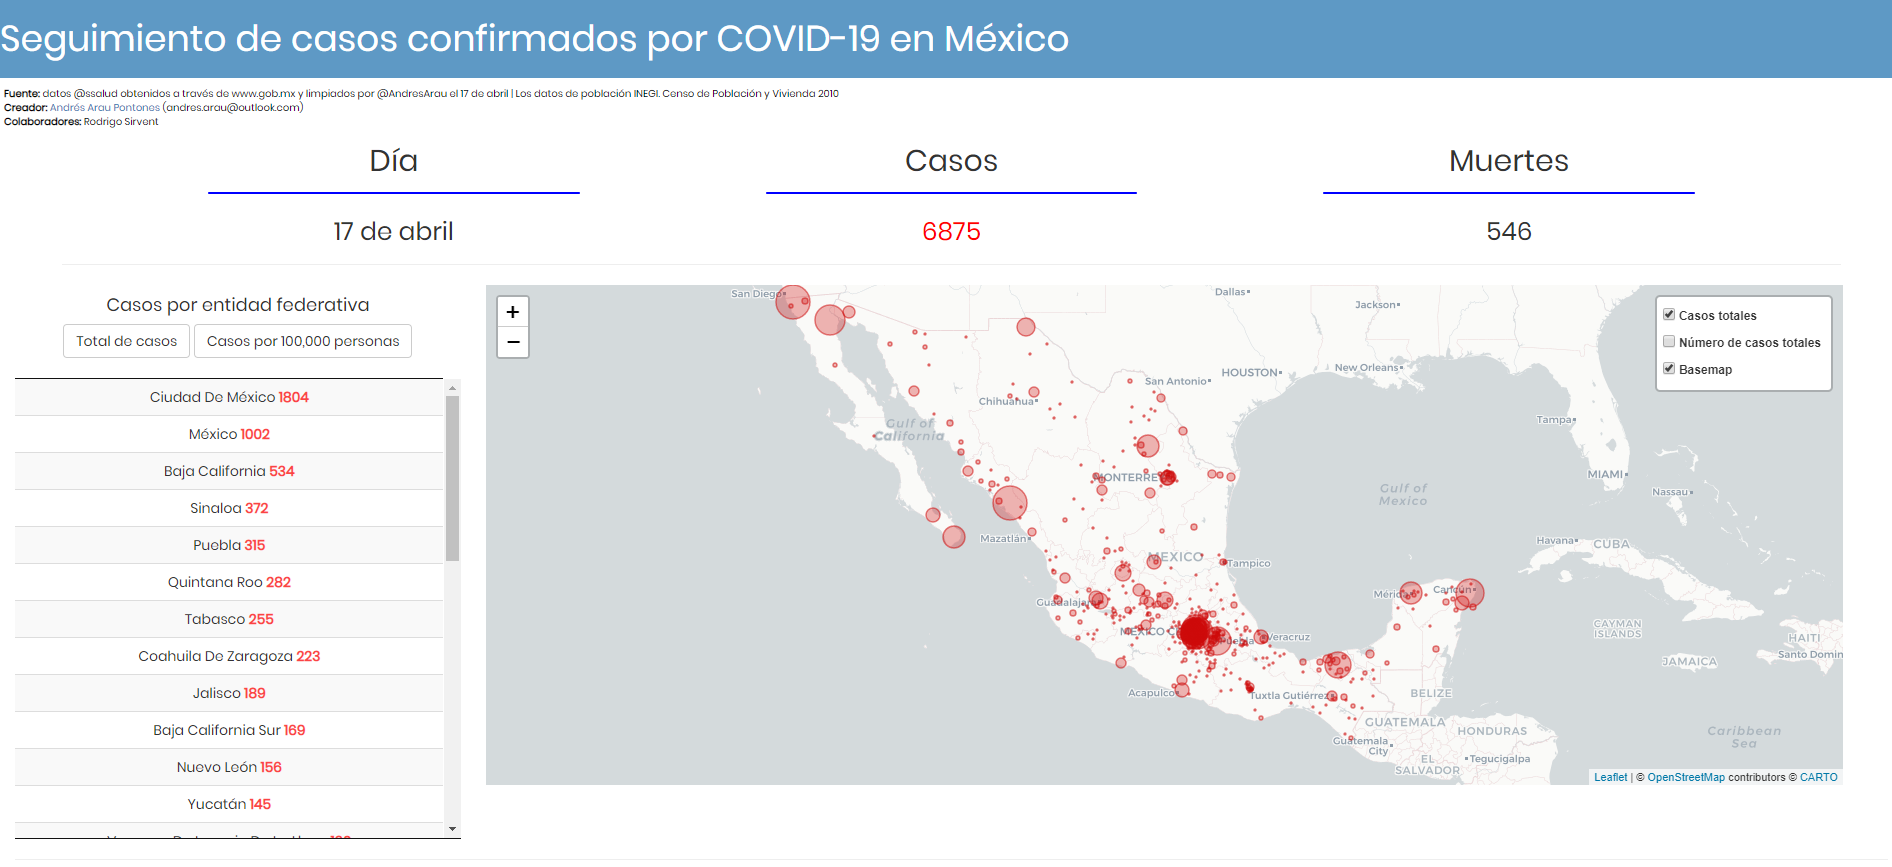 Seguimiento de casos confirmados por COVID-19 en México
Fuente: datos @ssalud obtenidos a través de www.gob.mx y limpiados por @AndresArau el 17 de abril | Los datos de población INEGI. Censo de Población y Vivienda 2010
Creador: Andrés Arau Pontones (andres.arau@outlook.com)
Colaboradores: Rodrigo Sirvent
Día
Casos
Muertes
17 de abril
6875
546
Casos por entidad federativa
Total de casos
Casos por 100,000 personas
Ciudad De México 1804
México 1002
Baja California 534
Sinaloa 372
Puebla 315
Quintana Roo 282
Tabasco 255
Coahuila De Zaragoza 223
Jalisco 189
Baja California Sur 169
Nuevo León 156
Yucatán 145
+
−
Casos totales
Número de casos totales
Basemap
San Diego
Dallas
Jackson
HOUSTON
New Orleans
San Antonio
Chihuahua
Gulf of
California
Tampa
MONTERRE
MIAMI
Gulf of
Mexico
Nassau
Mazatlán
Havana
CUBA
MEXICO
Tampico
Guadalajara
Mérid
Cancún
MEXICO C
Puebla
Veracruz
CAYMAN
ISLANDS
HAITI
Santo Domin
JAMAICA
Acapulco
Tuxtla Gutiérrez
BELIZE
GUATEMALA
HONDURAS
Guatemala
City
Tegucigalpa
EL
SALVADOR
Caribbean
Sea
Leaflet | © OpenStreetMap contributors © CARTO